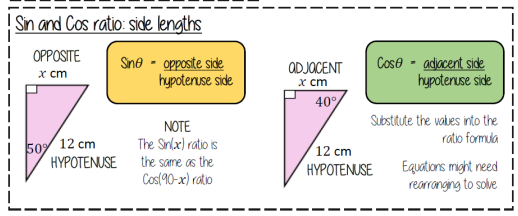 Sin and Cos ratio: side lengths
OPPOSITE
x cm
50°
12 cm
HYPOTENUSE
Sinθ = opposite side
hypotenuse side
NOTE
The Sin(x) ratio is
the same as the
Cos(90-x) ratio
ADJACENT
x cm
40°
12 cm
HYPOTENUSE
Cosθ = adjacent side
hypotenuse side
Substitute the values into the
ratio formula
Equations might need
rearranging to solve